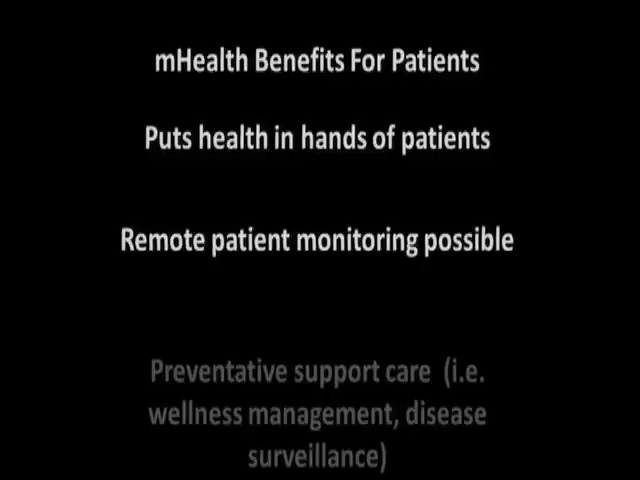 mHealth Benefits For Patients
Puts health in hands of patients
Remote patient monitoring possible
Preventative support care (i.e.
wellness management, disease
surveillance)